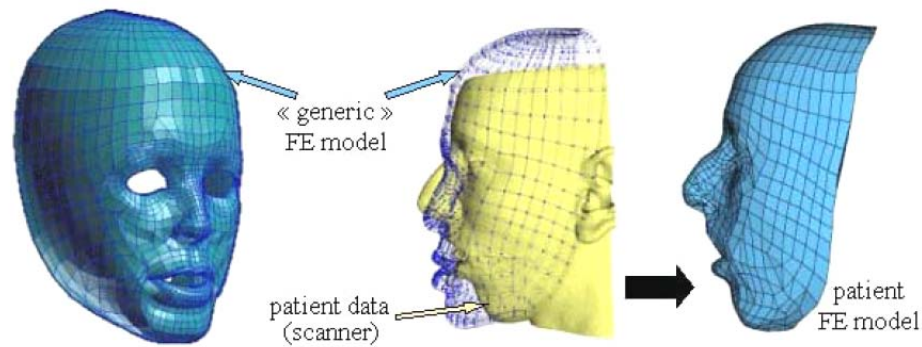 « generic »
FE model
patient data
(scanner)
patient
FE model